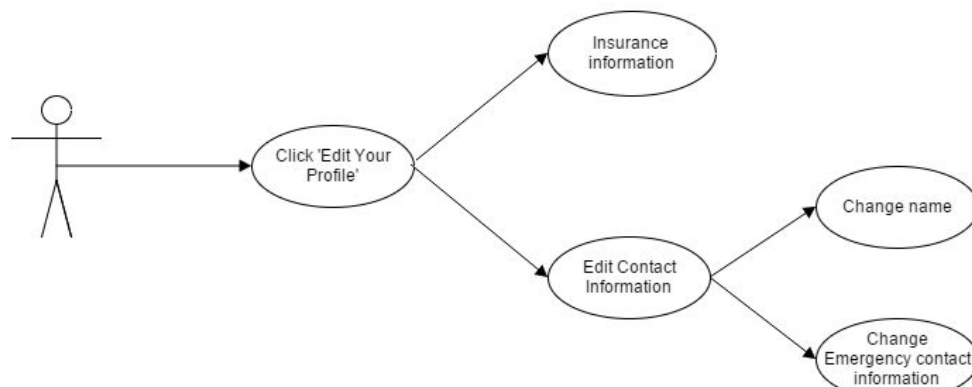 Insurance
information
Click 'Edit Your
Profile'
Change name
Edit Contact
Information
Change
Emergency contact
information